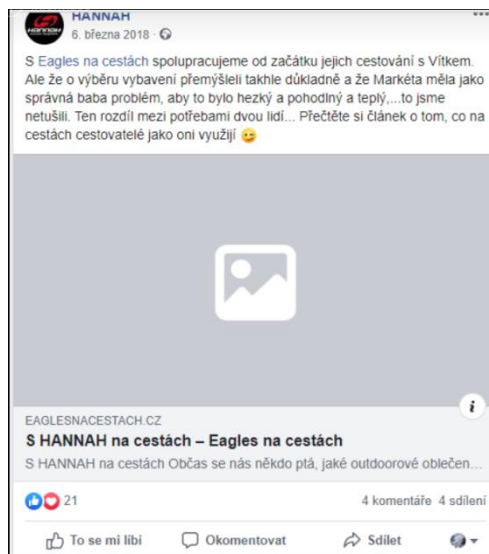 HANNAH
HANNAH
6. března 2018 ·
S Eagles na cestách spolupracujeme od začátku jejich cestování s Vítkem.
Ale že o výběru vybavení přemýšleli takhle důkladně a že Markéta měla jako
správná baba problém, aby to bylo hezký a pohodlný a teplý,...to jsme
netušili. Ten rozdíl mezi potřebami dvou lidí... Přečtěte si článek o tom, co na
cestách cestovatelé jako oni využijí
i
EAGLESNACESTACH.CZ
S HANNAH na cestách – Eagles na cestách
S HANNAH na cestách Občas se nás někdo ptá, jaké outdoorové oblečen...
21 4 komentáře 4 sdílení
To se mi líbí Okomentovat Sdílet